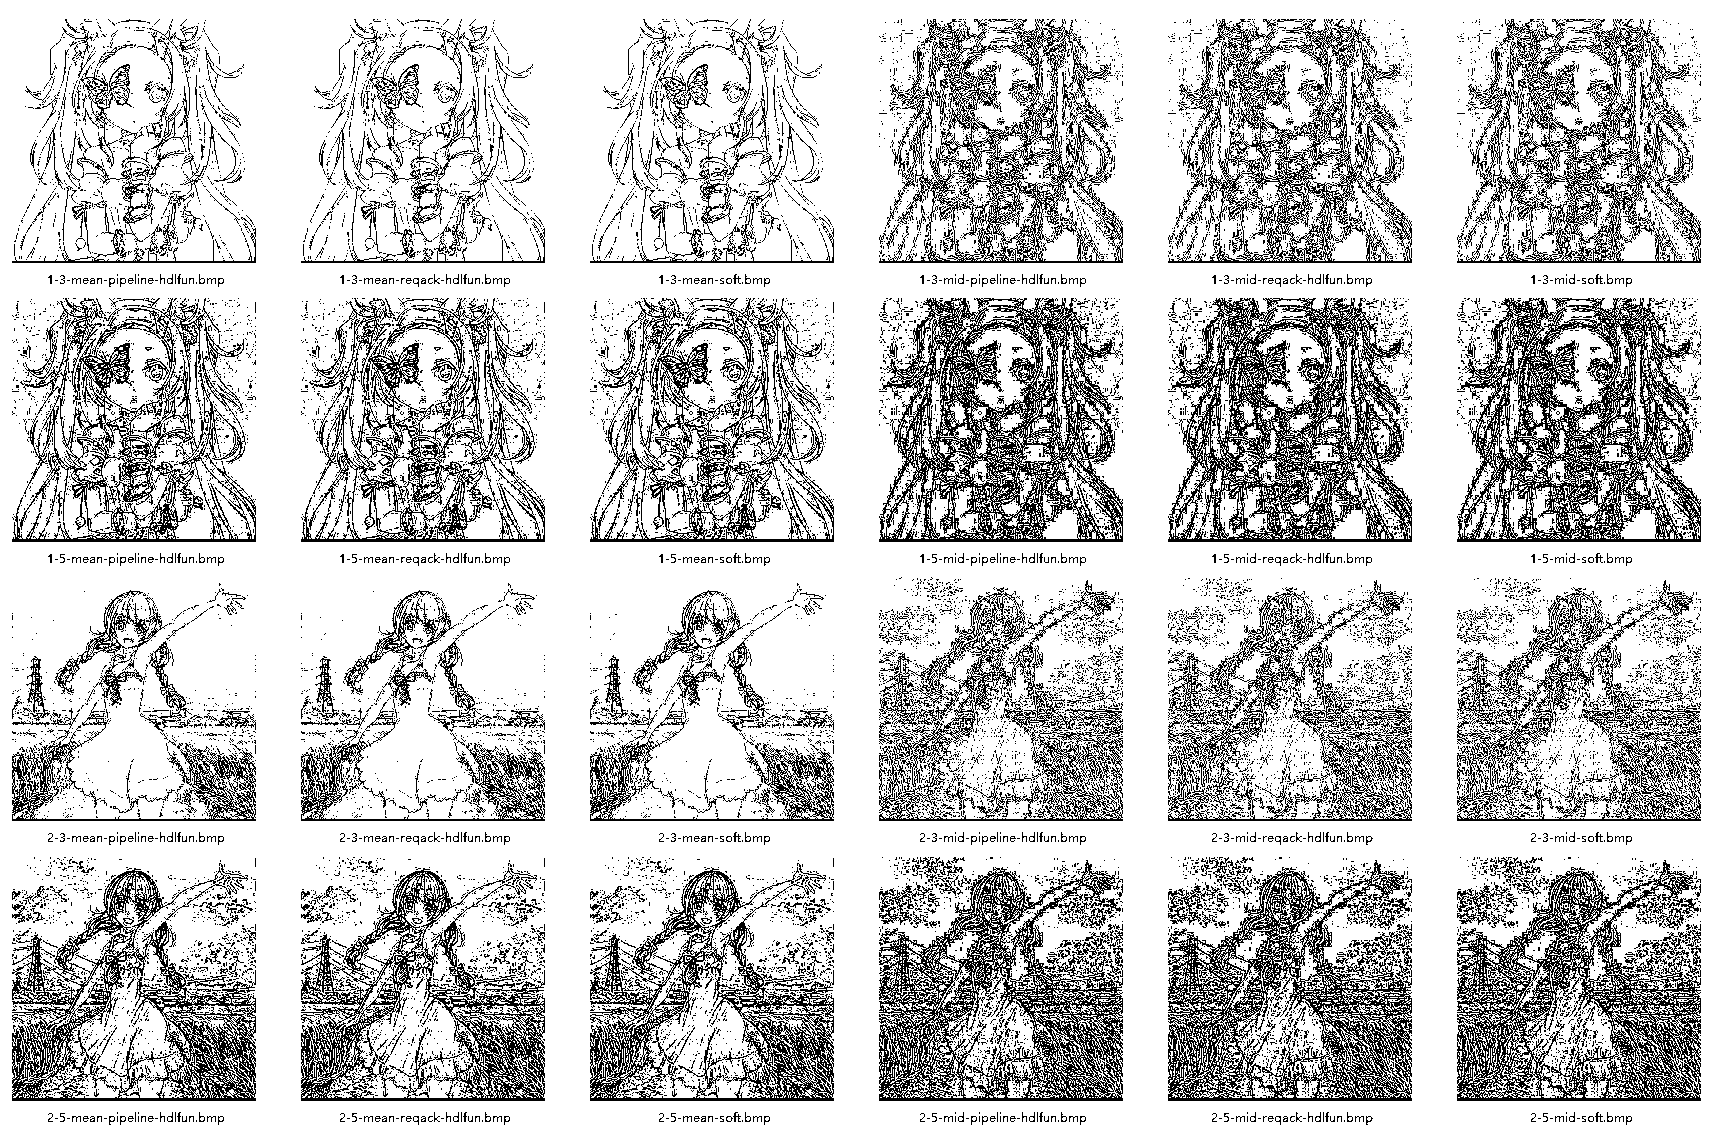 1-3-mean-pipeline-hdlfun.bmp
1-3-mean-reqack-hdlfun.bmp
1-3-mean-soft.bmp
1-3-mid-pipeline-hdlfun.bmp
1-3-mid-reqack-hdlfun.bmp
1-3-mid-soft.bmp
1-5-mean-pipeline-hdlfun.bmp
1-5-mean-reqack-hdlfun.bmp
1-5-mean-soft.bmp
1-5-mid-pipeline-hdlfun.bmp
1-5-mid-reqack-hdlfun.bmp
1-5-mid-soft.bmp
2-3-mean-pipeline-hdlfun.bmp
2-3-mean-reqack-hdlfun.bmp
2-3-mean-soft.bmp
2-3-mid-pipeline-hdlfun.bmp
2-3-mid-reqack-hdlfun.bmp
2-3-mid-soft.bmp
2-5-mean-pipeline-hdlfun.bmp
2-5-mean-reqack-hdlfun.bmp
2-5-mean-soft.bmp
2-5-mid-pipeline-hdlfun.bmp
2-5-mid-reqack-hdlfun.bmp
2-5-mid-soft.bmp